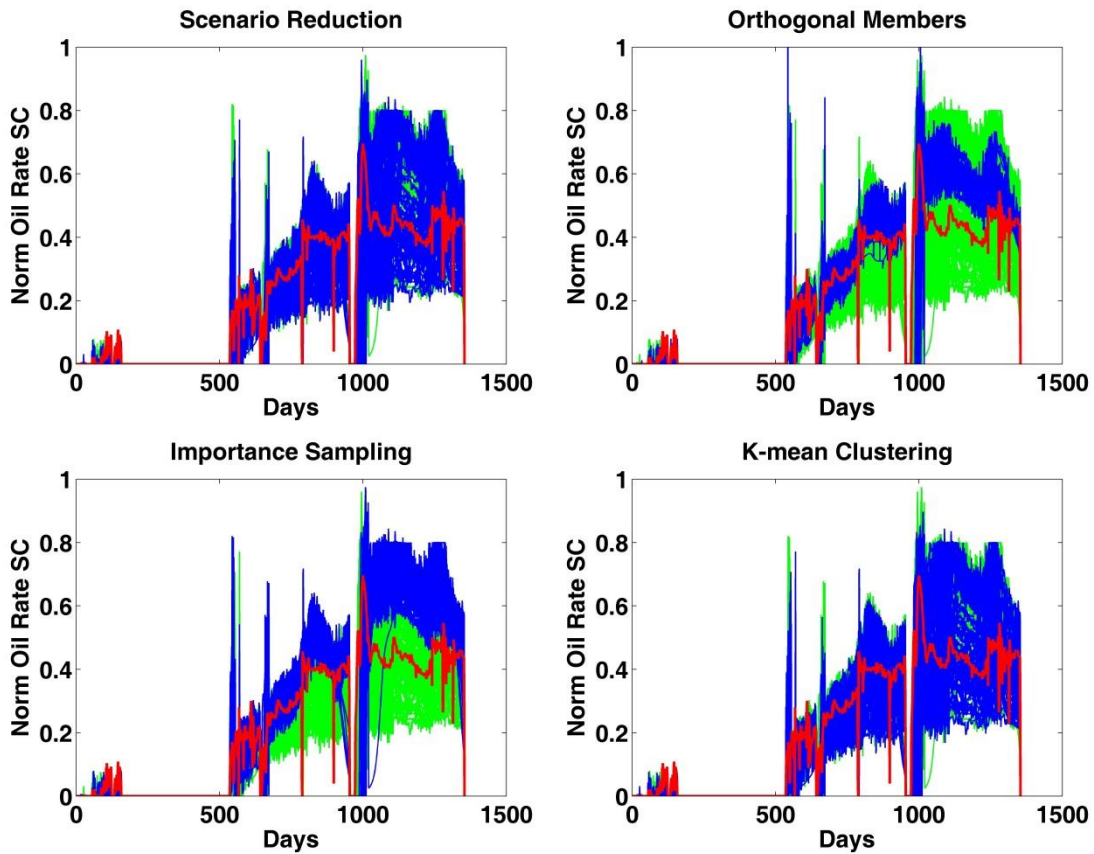 Scenario Reduction
Norm Oil Rate SC
1
0.8
0.6
0.4
0.2
0
0 500 1000 1500
Days
Orthogonal Members
Norm Oil Rate SC
1
0.8
0.6
0.4
0.2
0
0 500 1000 1500
Days
Importance Sampling
Norm Oil Rate SC
1
0.8
0.6
0.4
0.2
0
0 500 1000 1500
Days
K-mean Clustering
Norm Oil Rate SC
1
0.8
0.6
0.4
0.2
0
0 500 1000 1500
Days